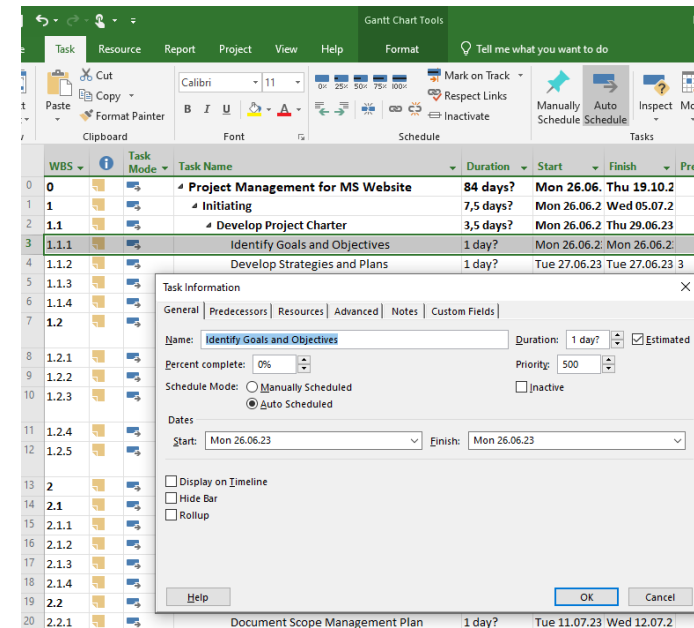 Gantt Chart Tools
Task Resource Report Project View Help Format Tell me what you want to do
Cut
Copy
Format Painter
Paste
Clipboard
Calibri 11
B I U A
Font
0% 25% 50% 75% 100%
Mark on Track
Respect Links
Inactivate
Schedule
Manually Schedule
Auto Schedule
Inspect
Tasks
WBS Task Mode Task Name Duration Start Finish
0 0 Project Management for MS Website 84 days? Mon 26.06. Thu 19.10.2
1 1 Initiating 7,5 days? Mon 26.06.2 Wed 05.07.2
2 1.1 Develop Project Charter 3,5 days? Mon 26.06.2 Thu 29.06.23
3 1.1.1 Identify Goals and Objectives 1 day? Mon 26.06.2 Mon 26.06.2
4 1.1.2 Develop Strategies and Plans 1 day? Tue 27.06.23 Tue 27.06.23 3
5 1.1.3
6 1.1.4
7 1.2
8 1.2.1
9 1.2.2
10 1.2.3
11 1.2.4
12 1.2.5
13 2
14 2.1
15 2.1.1
16 2.1.2
17 2.1.3
18 2.1.4
19 2.2
20 2.2.1 Document Scope Management Plan 1 day? Tue 11.07.23 Wed 12.07.2
Task Information
General Predecessors Resources Advanced Notes Custom Fields
Name: Identify Goals and Objectives Duration: 1 day? Estimated
Percent complete: 0% Priority: 500
Schedule Mode: Manually Scheduled Inactive
Auto Scheduled
Dates
Start: Mon 26.06.23 Finish: Mon 26.06.23
Display on Timeline
Hide Bar
Rollup
Help OK Cancel